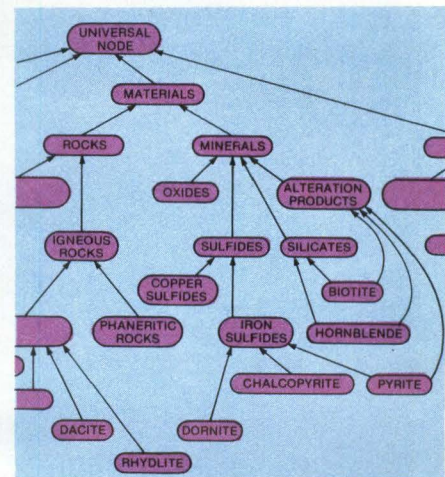 UNIVERSAL
NODE
MATERIALS
ROCKS
MINERALS
OXIDES
ALTERATION
PRODUCTS
IGNEOUS
ROCKS
SULFIDES
SILICATES
COPPER
SULFIDES
BIOTITE
PHANERITIC
ROCKS
IRON
SULFIDES
HORNBLENDE
CHALCOPYRITE
PYRITE
DACITE
DORNITE
RHYDLITE